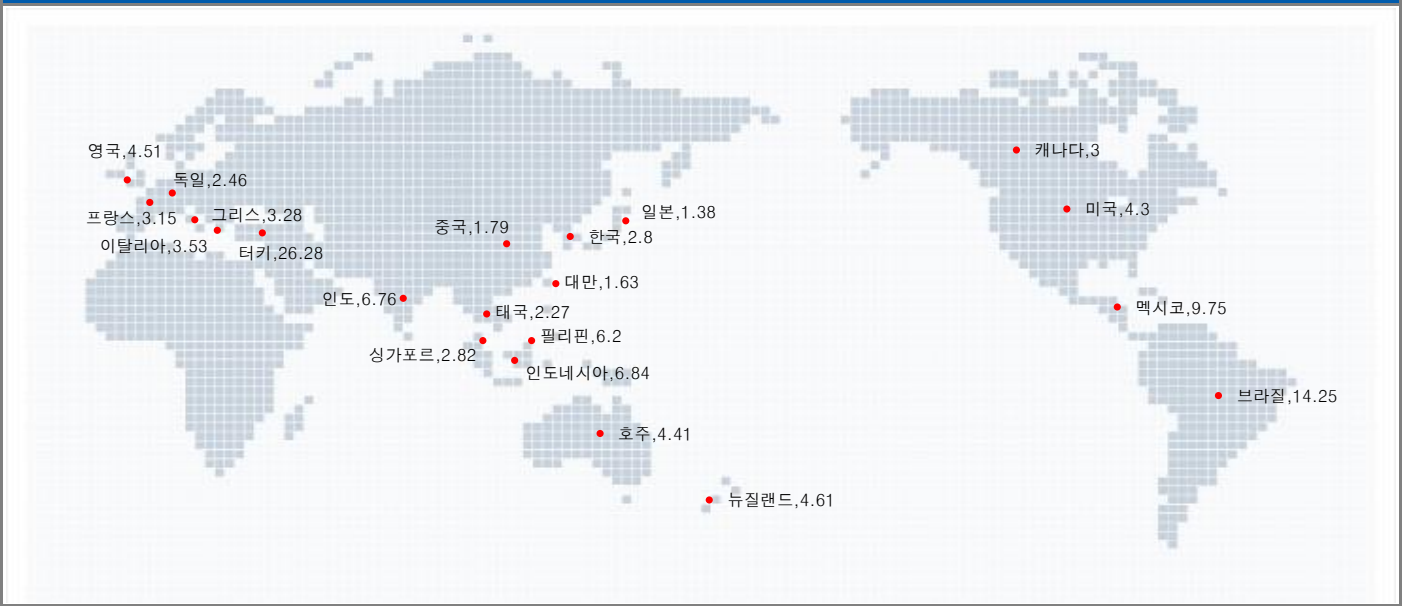 영국,4.51
캐나다,3
독일,2.46
미국,4.3
일본,1.38
프랑스,3.15
그리스,3.28
중국,1.79
한국,2.8
이탈리아,3.53
터키,26.28
대만,1.63
인도,6.76
태국,2.27
멕시코,9.75
필리핀,6.2
싱가포르,2.82
인도네시아,6.84
브라질,14.25
호주,4.41
뉴질랜드,4.61